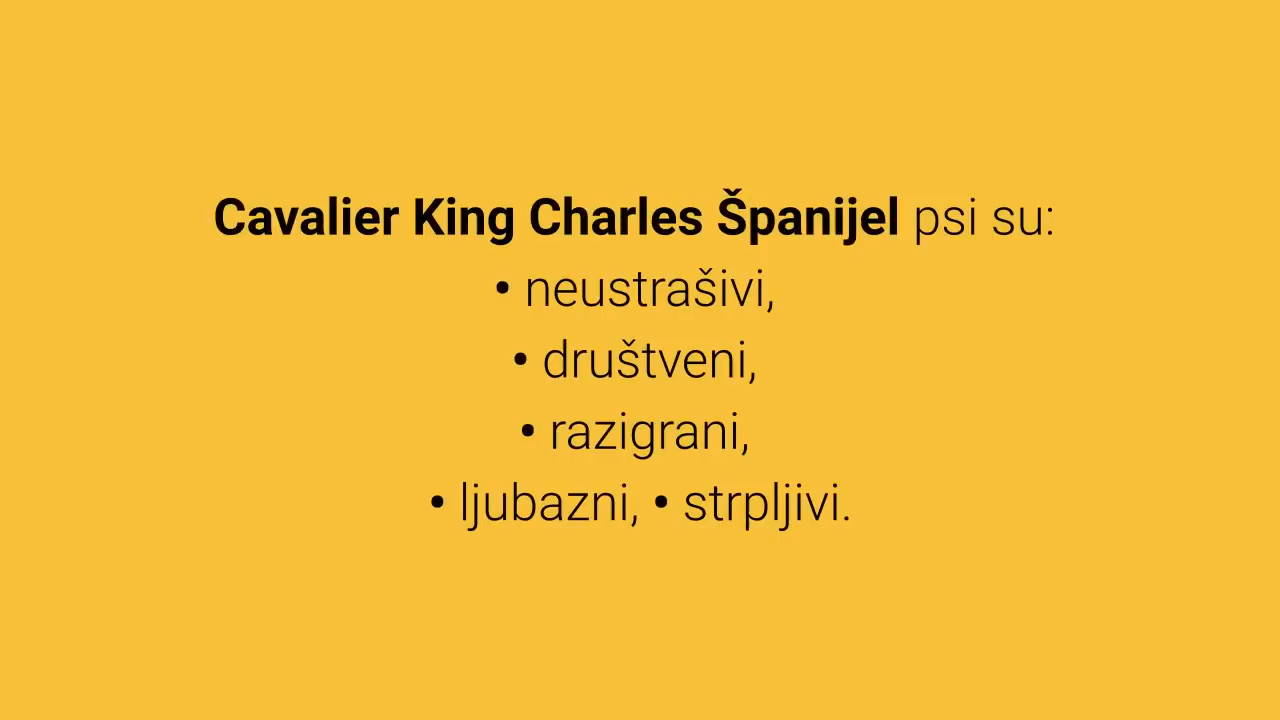 Cavalier King Charles Španijel psi su:
• neustrašivi,
• društveni,
• razigrani,
• ljubazni, • strpljivi.